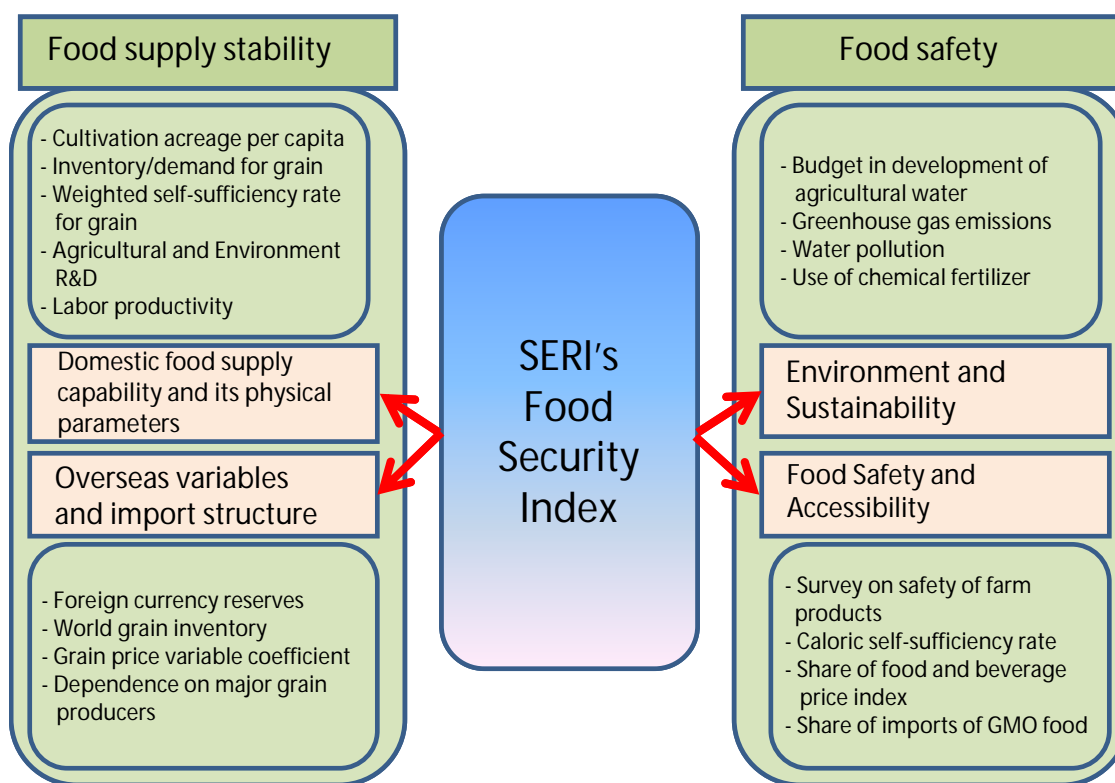 Food supply stability
- Cultivation acreage per capita
- Inventory/demand for grain
- Weighted self-sufficiency rate
for grain
- Agricultural and Environment
R&D
- Labor productivity
Domestic food supply
capability and its physical
parameters
Overseas variables
and import structure
- Foreign currency reserves
- World grain inventory
- Grain price variable coefficient
- Dependence on major grain
producers
SERI's
Food
Security
Index
Food safety
- Budget in development of
agricultural water
- Greenhouse gas emissions
- Water pollution
- Use of chemical fertilizer
Environment and
Sustainability
Food Safety and
Accessibility
- Survey on safety of farm
products
- Caloric self-sufficiency rate
- Share of food and beverage
price index
- Share of imports of GMO food